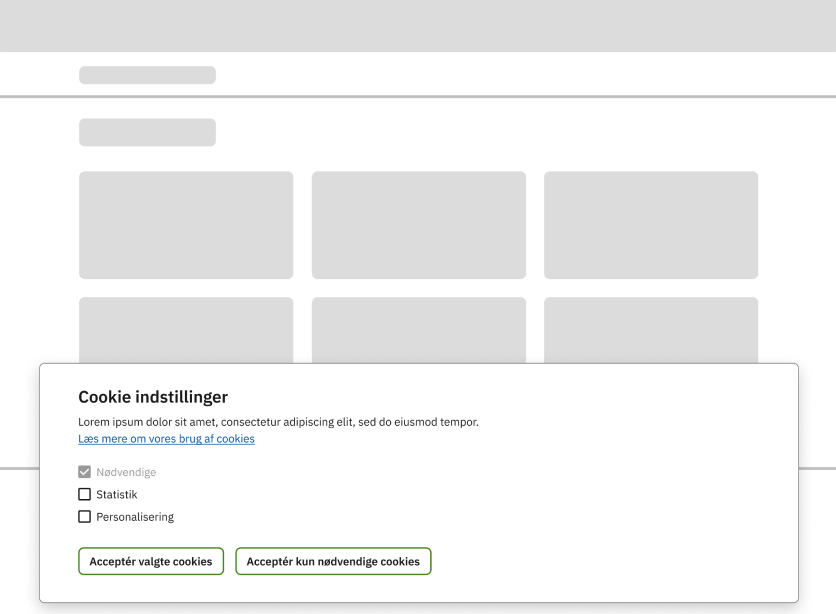 Cookie indstillinger
Lorem ipsum dolor sit amet, consectetur adipiscing elit, sed do eiusmod tempor.
Læs mere om vores brug af cookies
Nødvendige
Statistik
Personalisering
Acceptér valgte cookies
Acceptér kun nødvendige cookies